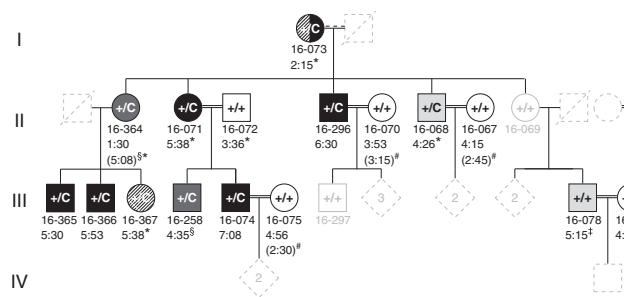 I
+/C
16-073
2:15*
II
+/C +/C +/+ +/C +/+ +/C +/+ +/+
16-364 16-071 16-072 16-296 16-070 16-068 16-067 16-069
1:30 5:38* 3:36* 6:30 3:53 4:26* 4:15
(5:08)§* (3:15)# (2:45)#
III
+/C +/C +/C +/C +/C +/+ +/+ 3 2 2 +/+
16-365 16-366 16-367 16-258 16-074 16-075 16-297 16-078
5:30 5:53 5:38* 4:35§ 7:08 4:56 5:15‡
(2:30)#
IV
2